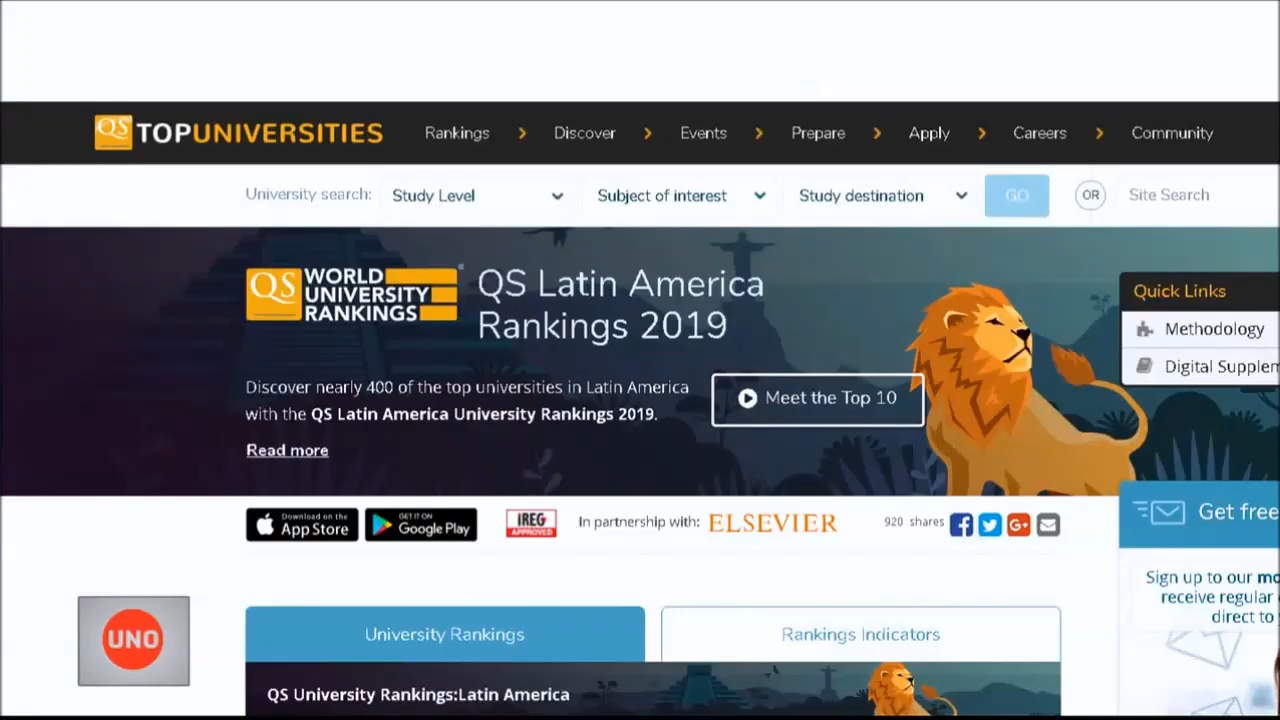 QS TOPUNIVERSITIES
Rankings
Discover
Events
Prepare
Apply
Careers
Community
University search:
Study Level
Subject of interest
Study destination
GO
OR
Site Search
QS WORLD UNIVERSITY RANKINGS
QS Latin America
Rankings 2019
Discover nearly 400 of the top universities in Latin America
with the QS Latin America University Rankings 2019.
Read more
Meet the Top 10
Quick Links
Methodology
Digital Supplem
Download on the
App Store
GET IT ON
Google Play
IREG
APPROVED
In partnership with: ELSEVIER
920 shares
Get free
Sign up to our mo
receive regular
direct to
UNO
University Rankings
Rankings Indicators
QS University Rankings:Latin America